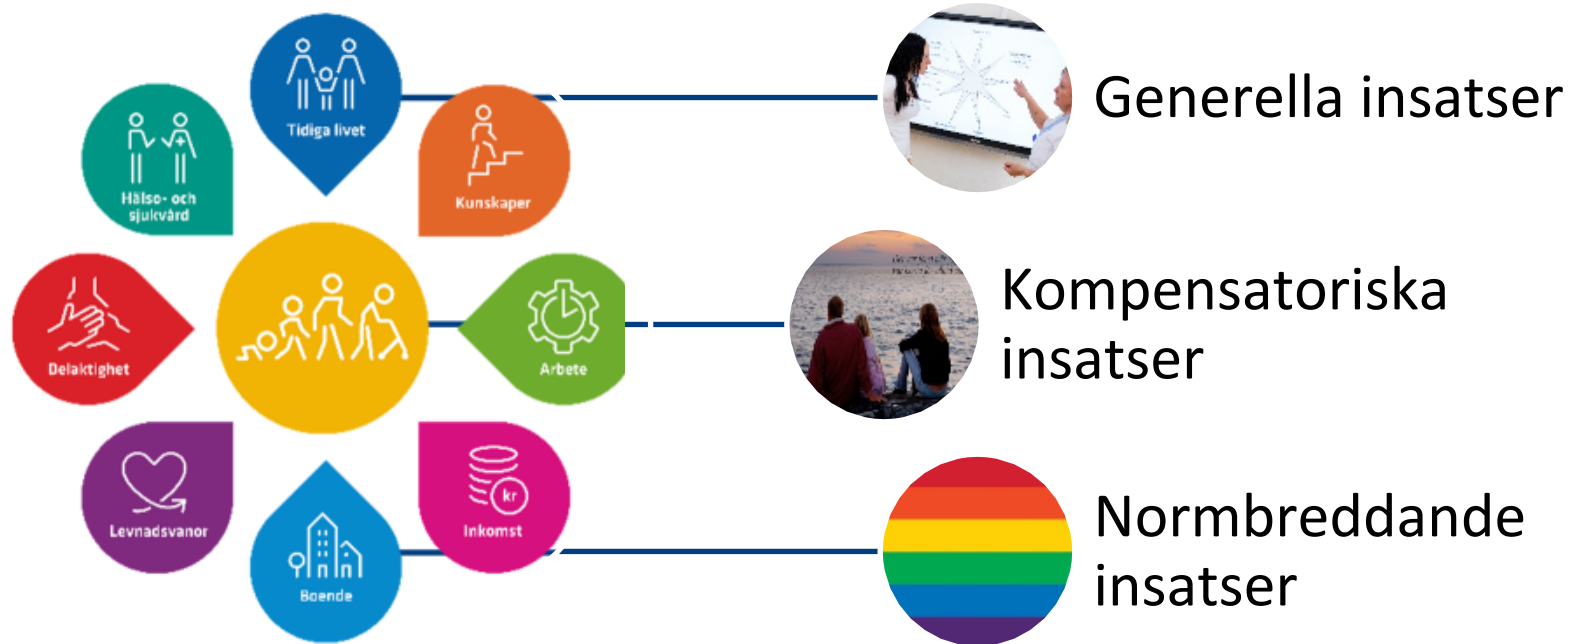 Tidiga livet
Kunskaper
Arbete
Inkomst
kr
Boende
Levnadsvanor
Delaktighet
Hälso- och
sjukvård
Generella insatser
Kompensatoriska
insatser
Normbreddande
insatser